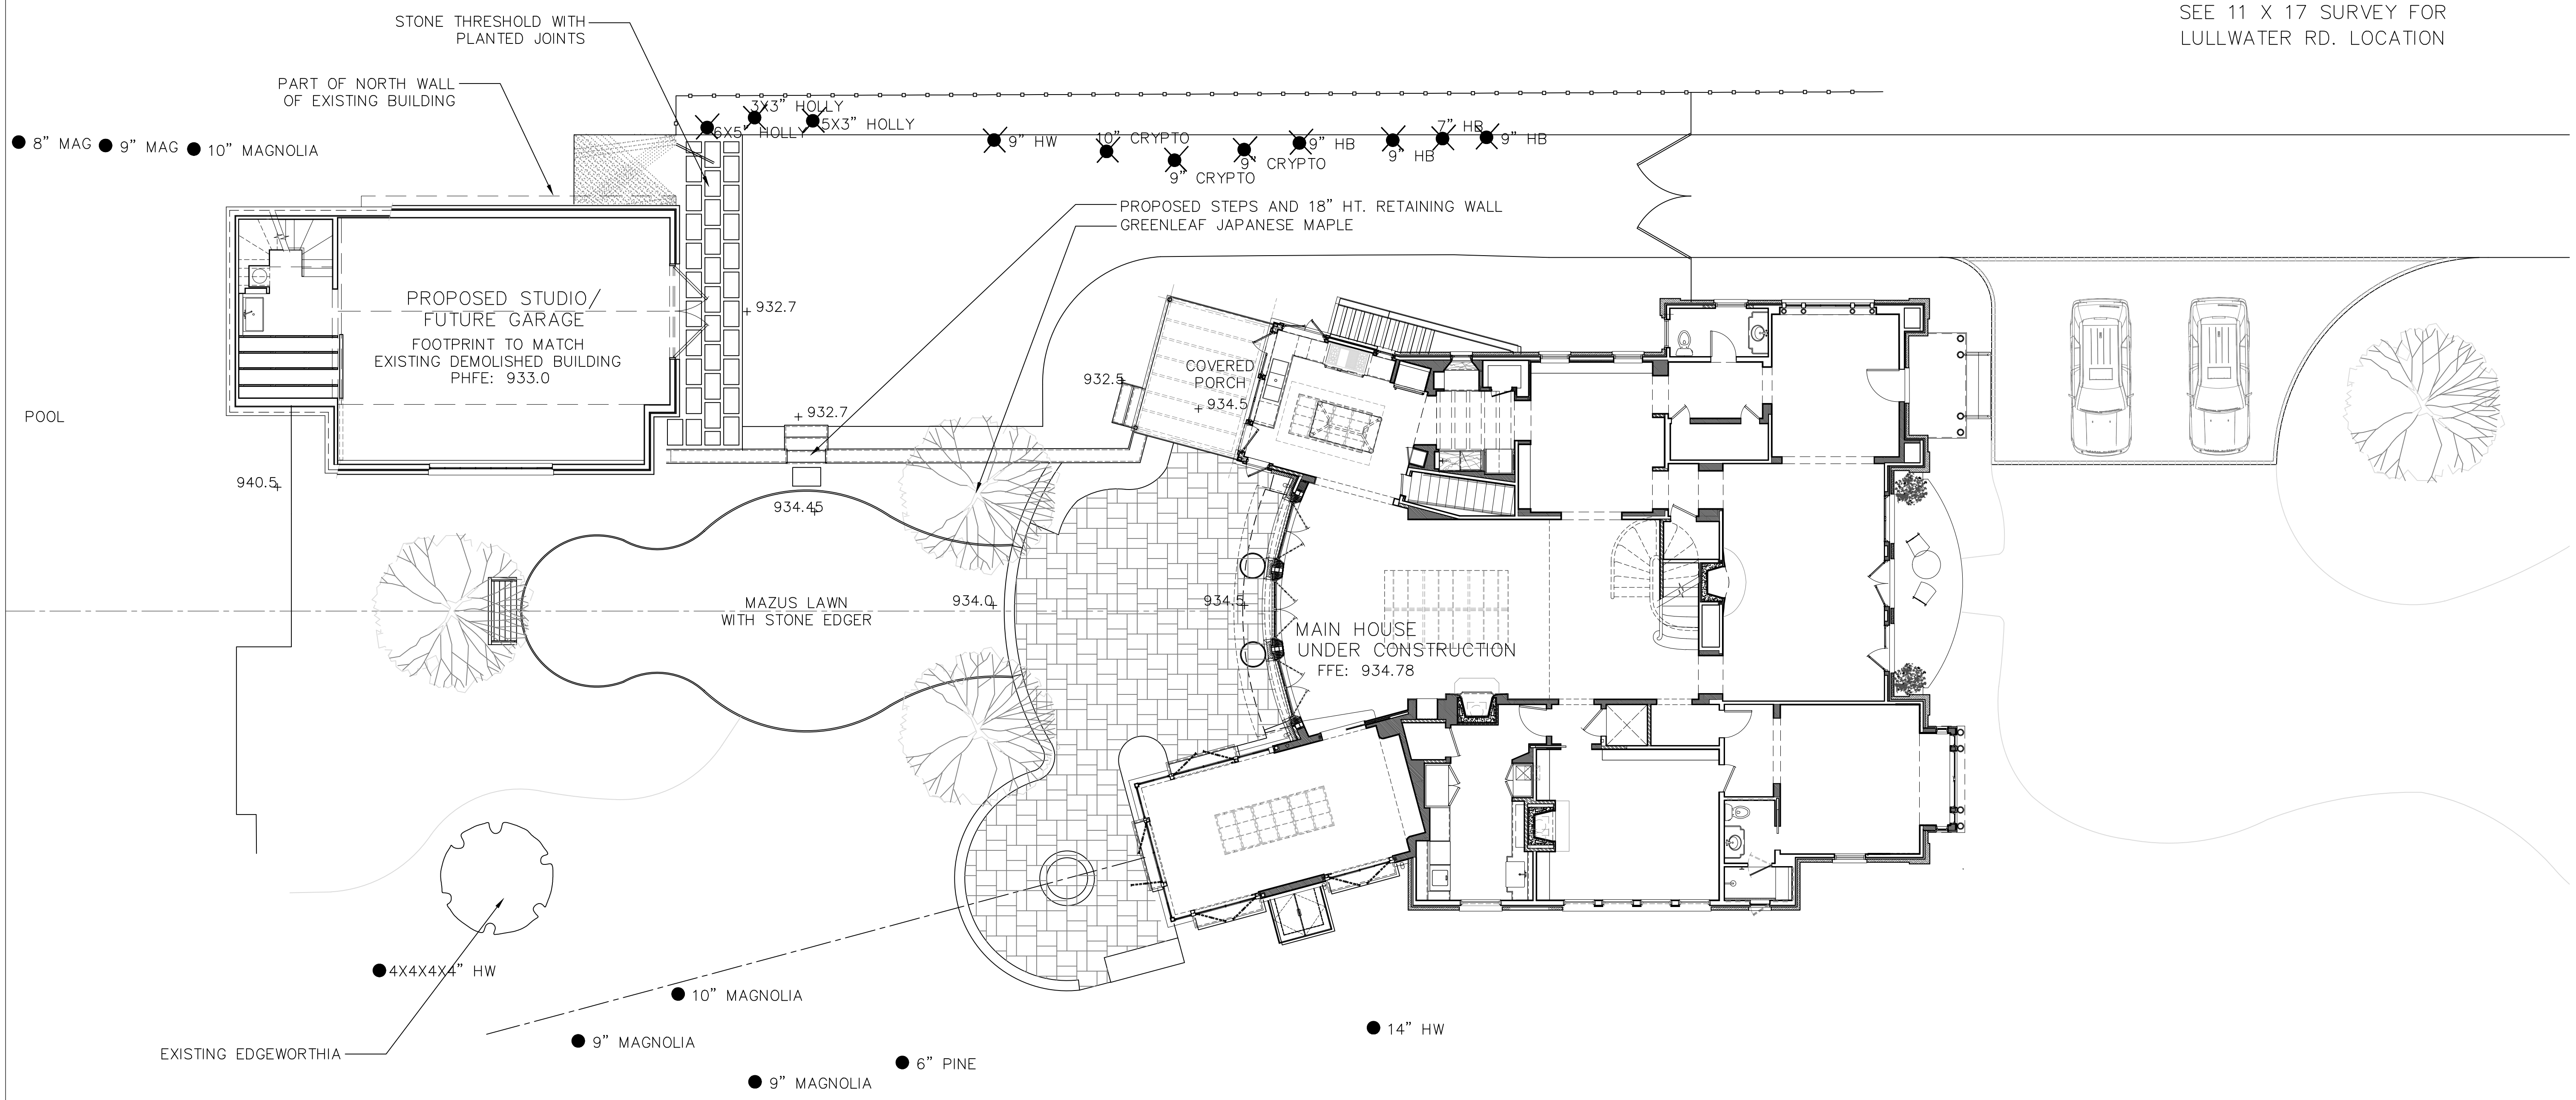 SEE 11 X 17 SURVEY FOR
LULLWATER RD. LOCATION
STONE THRESHOLD WITH
PLANTED JOINTS
PART OF NORTH WALL
OF EXISTING BUILDING
8" MAG
9" MAG
10" MAGNOLIA
3X3" HOLLY
6X5" HOLLY
5X3" HOLLY
9" HW
10" CRYPTO
9" CRYPTO
9" CRYPTO
9" HB
9" HB
7" HB
9" HB
PROPOSED STEPS AND 18" HT. RETAINING WALL
GREENLEAF JAPANESE MAPLE
PROPOSED STUDIO/
FUTURE GARAGE
FOOTPRINT TO MATCH
EXISTING DEMOLISHED BUILDING
PHFE: 933.0
932.7
932.5
COVERED
PORCH
934.5
932.7
POOL
940.5
934.45
MAZUS LAWN
WITH STONE EDGER
934.0
934.5
MAIN HOUSE
UNDER CONSTRUCTION
FFE: 934.78
4X4X4X4" HW
10" MAGNOLIA
9" MAGNOLIA
14" HW
EXISTING EDGEWORTHIA
6" PINE
9" MAGNOLIA